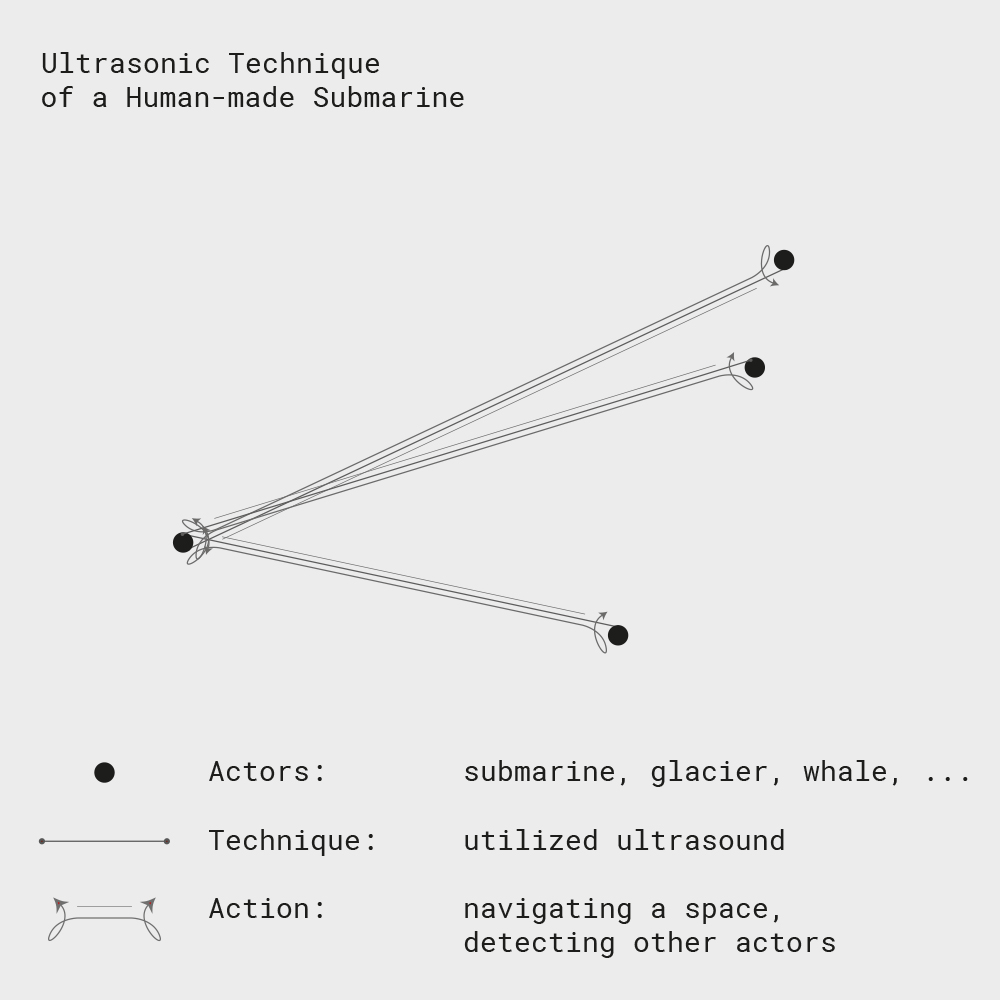 Ultrasonic Technique
of a Human-made Submarine
Actors: submarine, glacier, whale, ...
Technique: utilized ultrasound
Action: navigating a space,
detecting other actors